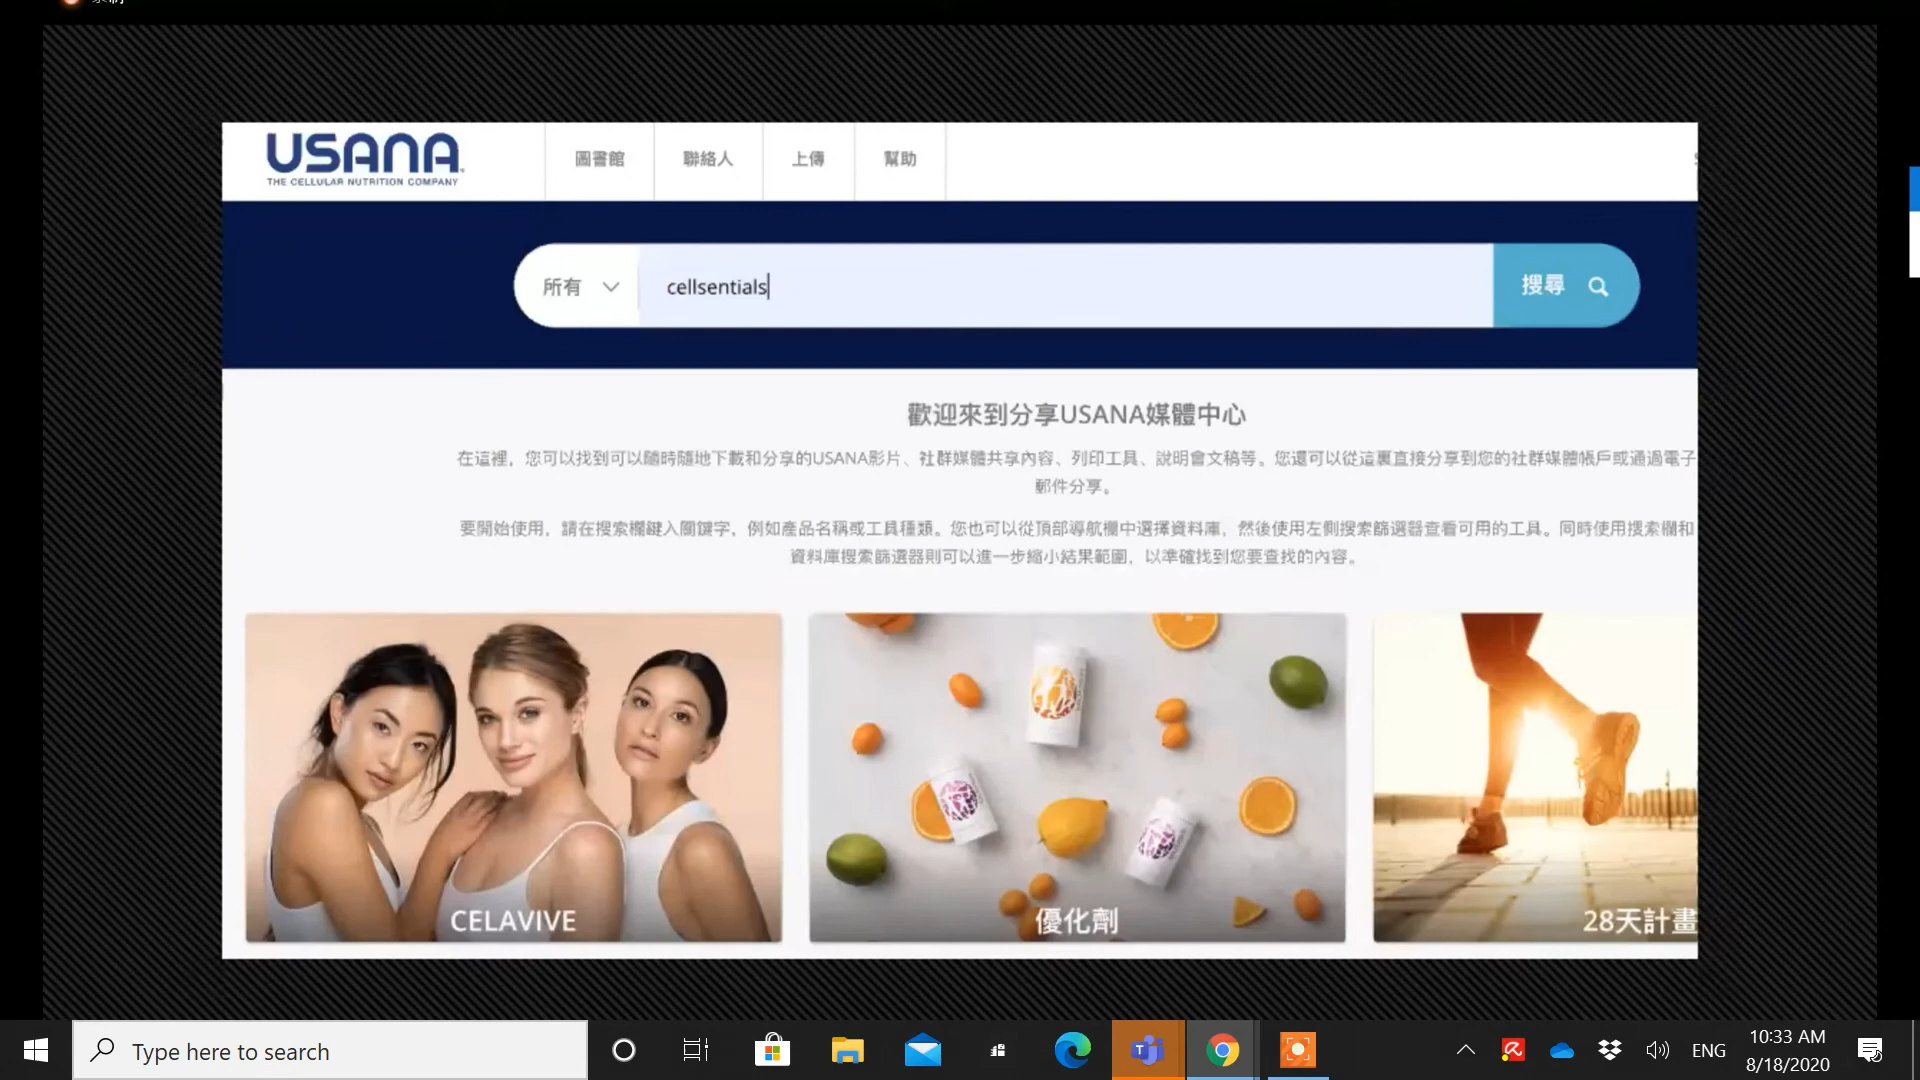 USANA
THE CELLULAR NUTRITION COMPANY
圖書館
聯絡人
上傳
幫助
所有
cellsentials
搜尋
歡迎來到分享USANA媒體中心
在這裡，您可以找到可以隨時隨地下載和分享的USANA影片、社群媒體共享內容、列印工具、說明會文稿等。您還可以從這裏直接分享到您的社群媒體帳戶或通過電子
郵件分享。
要開始使用，請在搜索欄鍵入關鍵字，例如產品名稱或工具種類。您也可以從頂部導航欄中選擇資料庫，然後使用左側搜索篩選器查看可用的工具。同時使用搜索欄和
資料庫搜索篩選器則可以進一步縮小結果範圍，以準確找到您要查找的內容。
CELAVIVE
優化劑
28天計畫
Type here to search
ENG
10:33 AM
8/18/2020